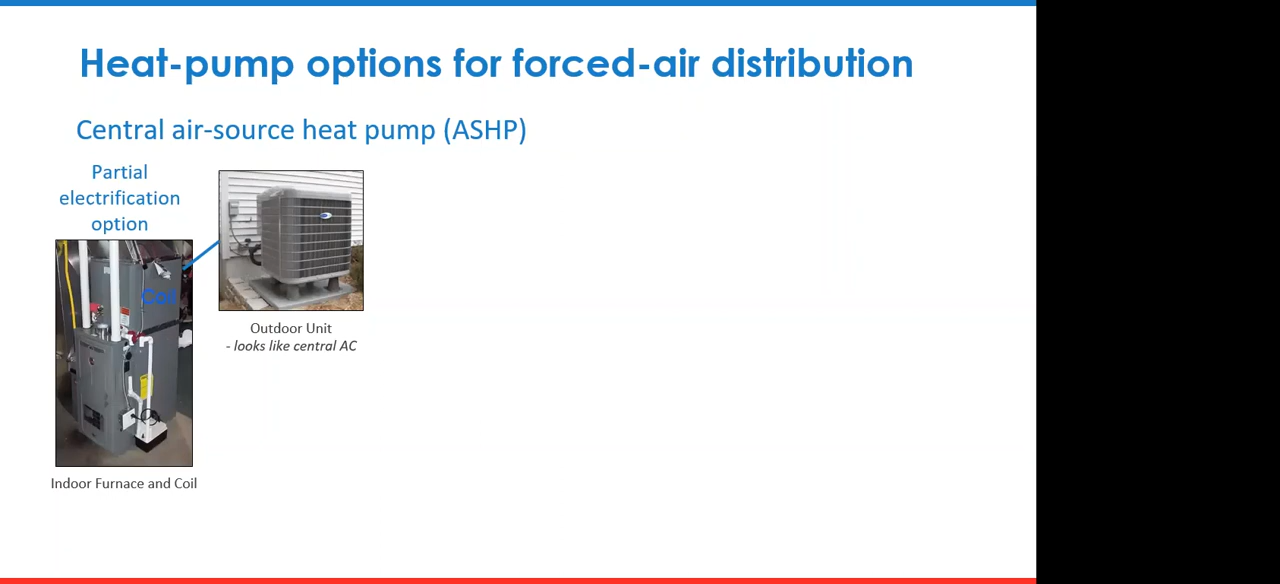 Heat-pump options for forced-air distribution
Central air-source heat pump (ASHP)
Partial
electrification
option
Coil
Outdoor Unit
- looks like central AC
Indoor Furnace and Coil